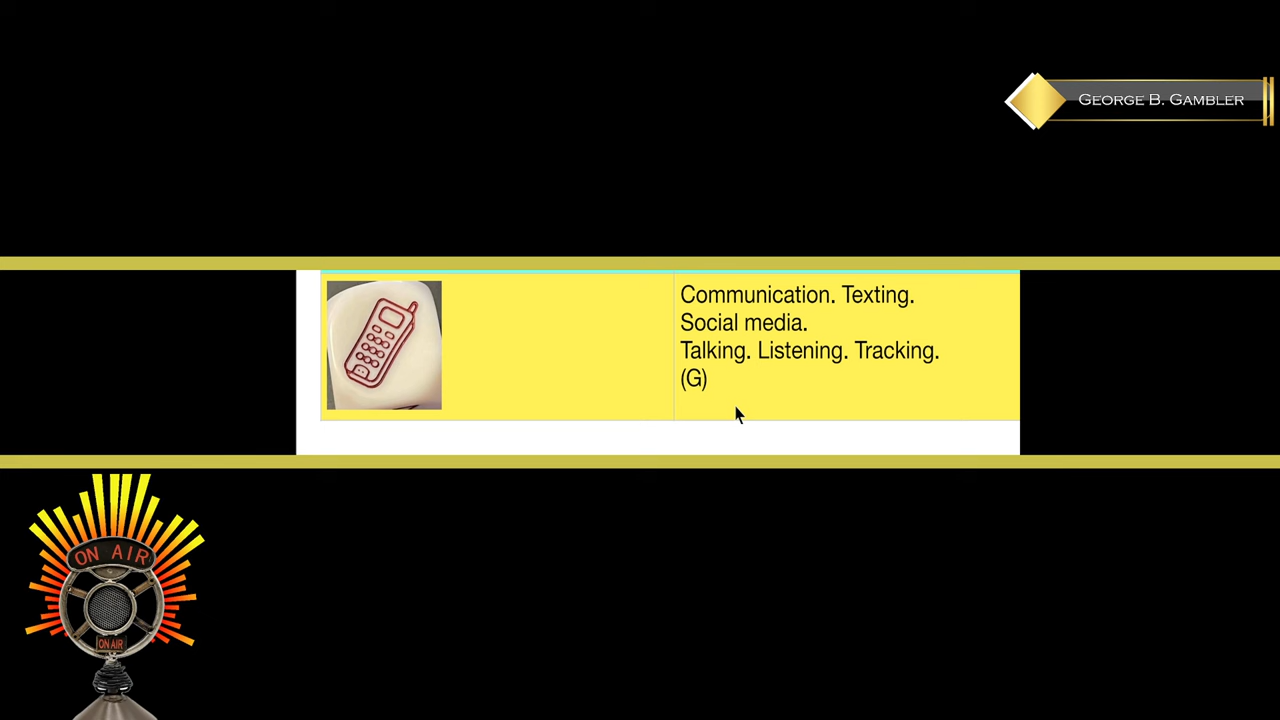 George B. Gambler
Communication. Texting.
Social media.
Talking. Listening. Tracking.
(G)
ON AIR
ON AIR